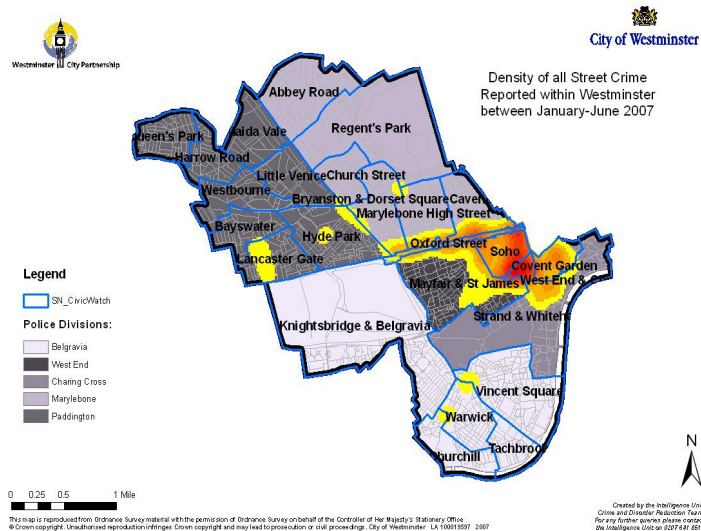 Westminster City Partnership
City of Westminster
Density of all Street Crime
Reported within Westminster
between January-June 2007
Abbey Road
Regent's Park
ueen's Park
aida Vale
Harrow Road
Little Venice
Church Street
Westbourne
Bryanston & Dorset Square
Caven
Marylebone High Street
Bayswater
Hyde Park
Oxford Street
Soho
Lancaster Gate
Covent Garden
Mayfair & St James
West End &
Strand & Whiteh
Knightsbridge & Belgravia
Vincent Square
Warwick
Tachbrook
hurchill
Legend
SN_CivicWatch
Police Divisions:
Belgravia
West End
Charing Cross
Marylebone
Paddington
N
0 0.25 0.5 1 Mile
This map is reproduced from Ordnance Survey material with the permission of Ordnance Survey on behalf of the Controller of Her Majesty's Stationery Office
© Crown copyright. Unauthorised reproduction infringes Crown copyright and may lead to prosecution or civil proceedings. City of Westminster LA 100019597 2007
Created by the Intelligence Uni
Crime and Disorder Reduction Tea
For any further queries please contac
the Intelligence Unit on 0207 641